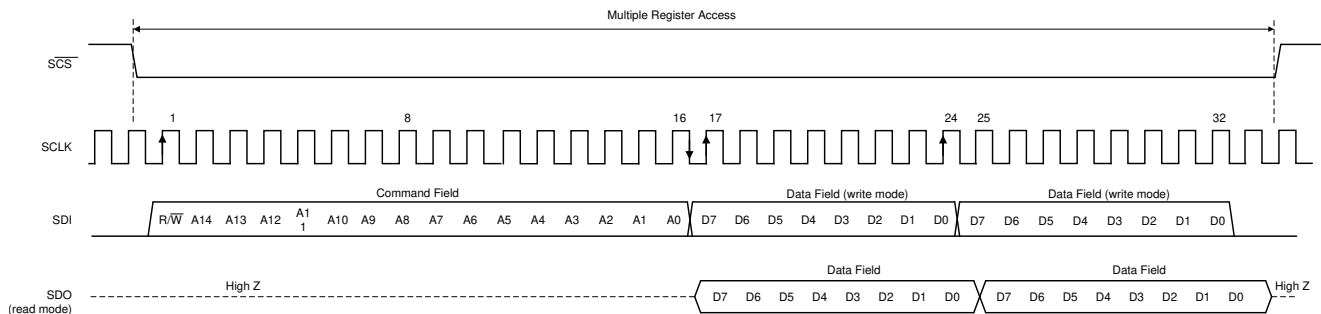 Multiple Register Access
SCS
1 8 16 17 24 25 32
SCLK
Command Field Data Field (write mode) Data Field (write mode)
SDI R/W A14 A13 A12 A1 1 A10 A9 A8 A7 A6 A5 A4 A3 A2 A1 A0 D7 D6 D5 D4 D3 D2 D1 D0 D7 D6 D5 D4 D3 D2 D1 D0
Data Field Data Field
High Z High Z
SDO D7 D6 D5 D4 D3 D2 D1 D0 D7 D6 D5 D4 D3 D2 D1 D0
(read mode)